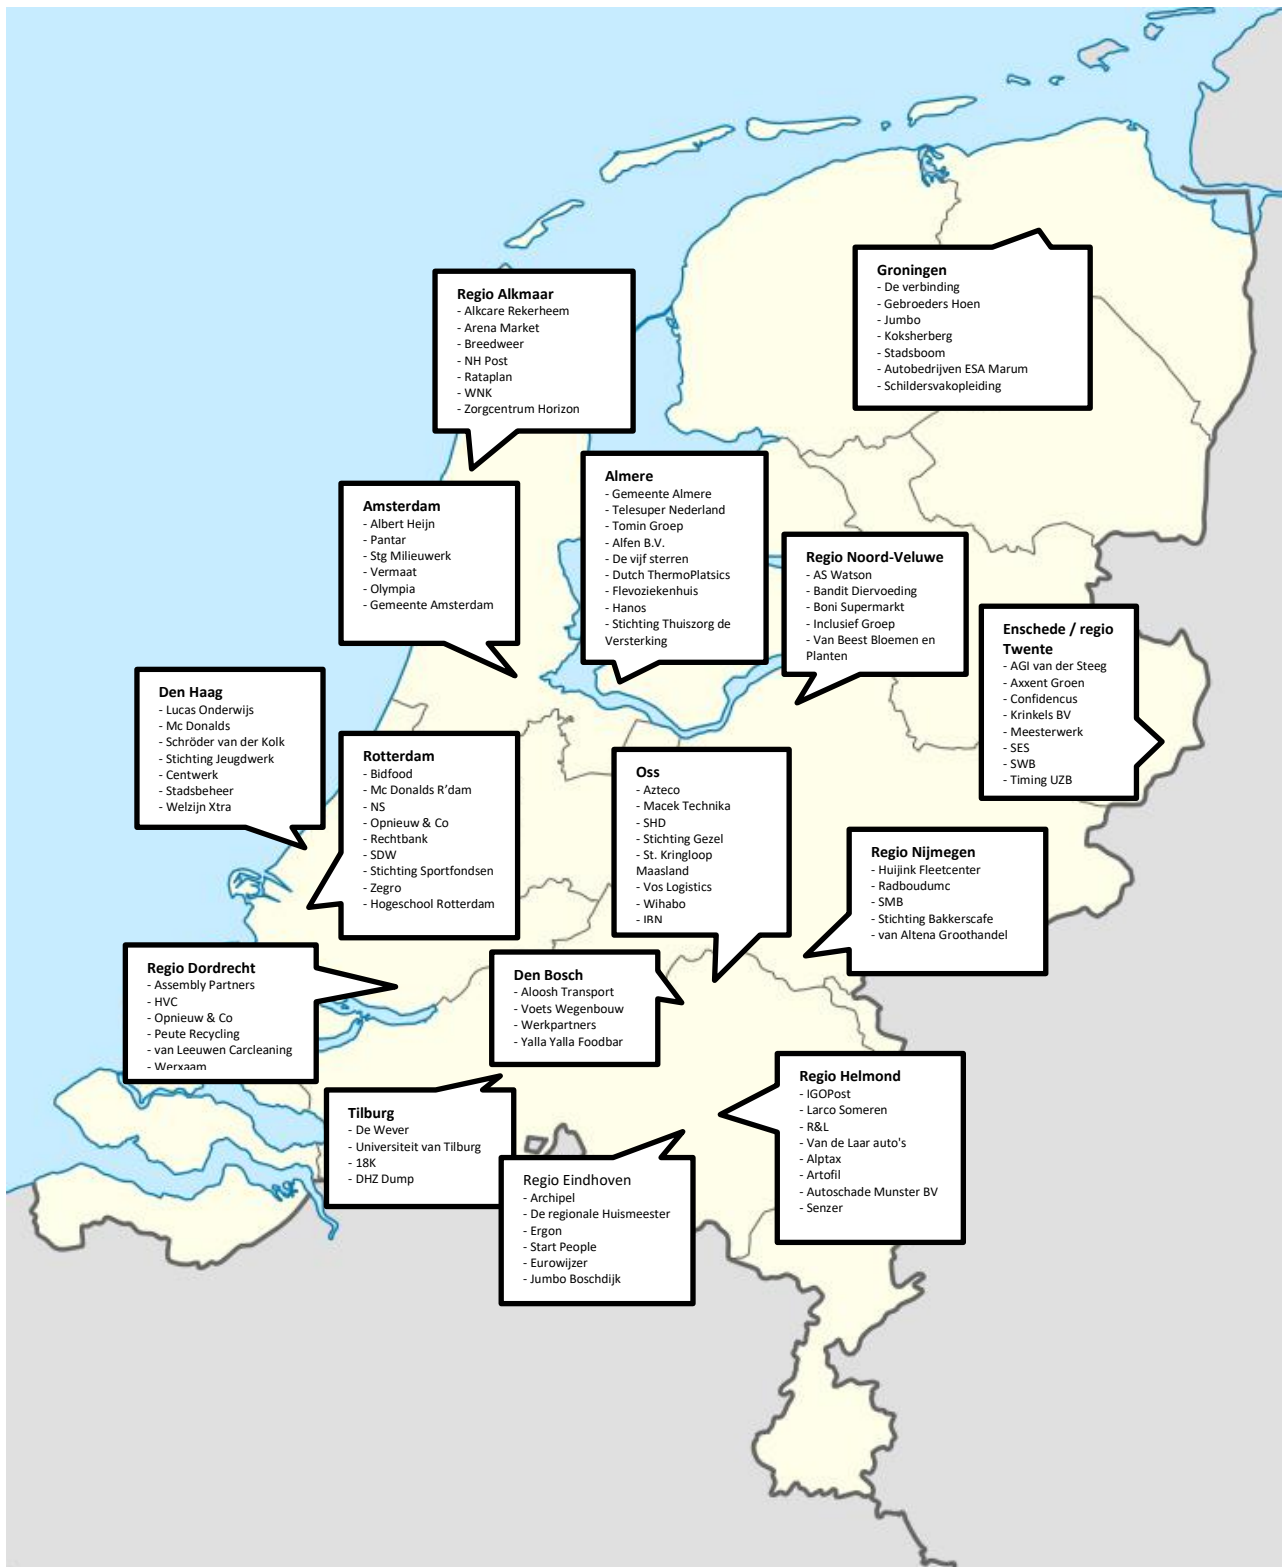 Groningen
- De verbinding
- Gebroeders Hoen
- Jumbo
- Koksherberg
- Stadsboom
- Autobedrijven ESA Marum
- Schildersvakopleiding
Regio Alkmaar
- Alkcare Rekerheem
- Arena Market
- Breedweer
- NH Post
- Rataplan
- WNK
- Zorgcentrum Horizon
Almere
- Gemeente Almere
- Telesuper Nederland
- Tomin Groep
- Alfen B.V.
- De vijf sterren
- Dutch ThermoPlatsics
- Flevoziekenhuis
- Hanos
- Stichting Thuiszorg de
Versterking
Amsterdam
- Albert Heijn
- Pantar
- Stg Milieuwerk
- Vermaat
- Olympia
- Gemeente Amsterdam
Regio Noord-Veluwe
- AS Watson
- Bandit Diervoeding
- Boni Supermarkt
- Inclusief Groep
- Van Beest Bloemen en
Planten
Enschede / regio
Twente
- AGI van der Steeg
- Axxent Groen
- Confidencus
- Krinkels BV
- Meesterwerk
- SES
- SWB
- Timing UZB
Den Haag
- Lucas Onderwijs
- Mc Donalds
- Schröder van der Kolk
- Stichting Jeugdwerk
- Centwerk
- Stadsbeheer
- Welzijn Xtra
Rotterdam
- Bidfood
- Mc Donalds R'dam
- NS
- Opnieuw & Co
- Rechtbank
- SDW
- Stichting Sportfondsen
- Zegro
- Hogeschool Rotterdam
Oss
- Azteco
- Macek Technika
- SHD
- Stichting Gezel
- St. Kringloop
Maasland
- Vos Logistics
- Wihabo
- IBN
Regio Nijmegen
- Huijink Fleetcenter
- Radboudumc
- SMB
- Stichting Bakkerscafe
- van Altena Groothandel
Regio Dordrecht
- Assembly Partners
- HVC
- Opnieuw & Co
- Peute Recycling
- van Leeuwen Carcleaning
- Werxaam
Den Bosch
- Aloosh Transport
- Voets Wegenbouw
- Werkpartners
- Yalla Yalla Foodbar
Regio Helmond
- IGOPost
- Larco Someren
- R&L
- Van de Laar auto's
- Alptax
- Artofil
- Autoschade Munster BV
- Senzer
Tilburg
- De Wever
- Universiteit van Tilburg
- 18K
- DHZ Dump
Regio Eindhoven
- Archipel
- De regionale Huismeester
- Ergon
- Start People
- Eurowijzer
- Jumbo Boschdijk